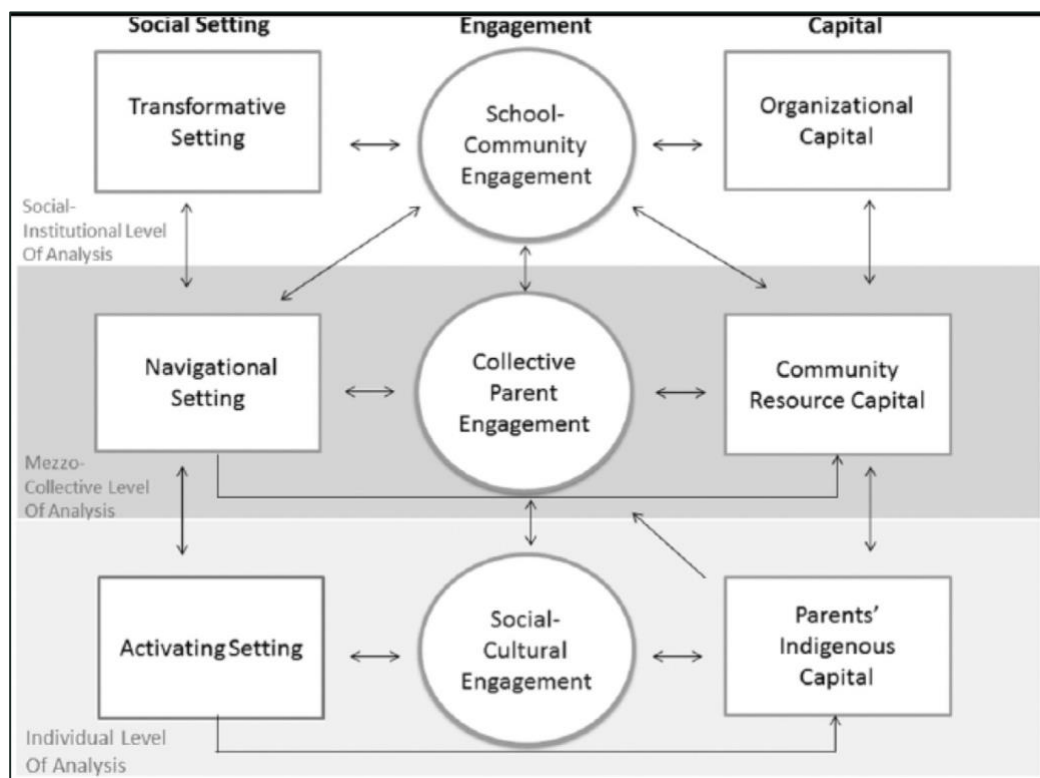 Social Setting
Engagement
Capital
Transformative
Setting
School-
Community
Engagement
Organizational
Capital
Social-
Institutional Level
Of Analysis
Navigational
Setting
Collective
Parent
Engagement
Community
Resource Capital
Mezzo-
Collective Level
Of Analysis
Activating Setting
Social-
Cultural
Engagement
Parents'
Indigenous
Capital
Individual Level
Of Analysis